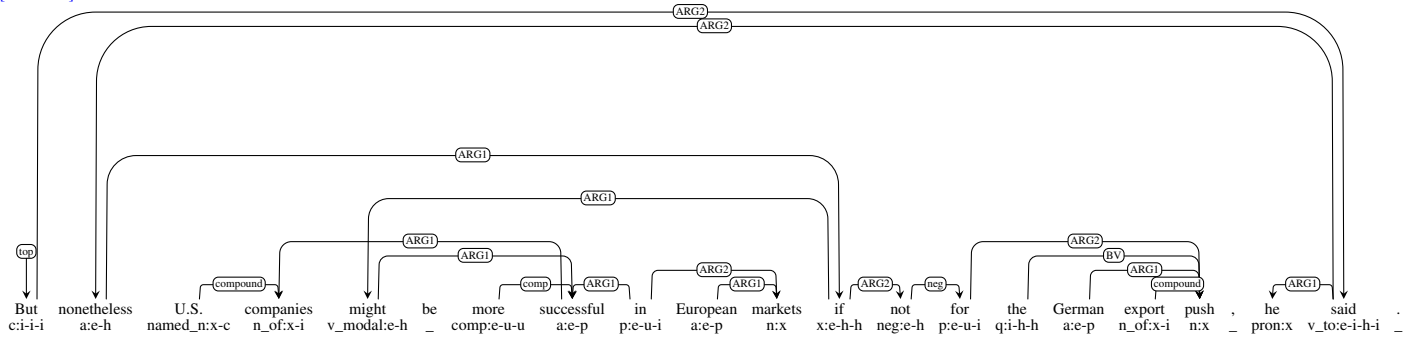 ARG2
ARG2
ARG1
ARG1
ARG1 ARG2
top ARG1 BV
ARG2 ARG1
compound comp ARG1 ARG1 ARG2 neg compound ARG1
But nonetheless U.S. companies might be more successful in European markets if not for the German export push , he said .
c:i-i-i a:e-h named_n:x-c n_of:x-i v_modal:e-h _ comp:e-u-u a:e-p p:e-u-i a:e-p n:x x:e-h-h neg:e-h p:e-u-i q:i-h-h a:e-p n_of:x-i n:x _ pron:x v_to:e-i-h-i _